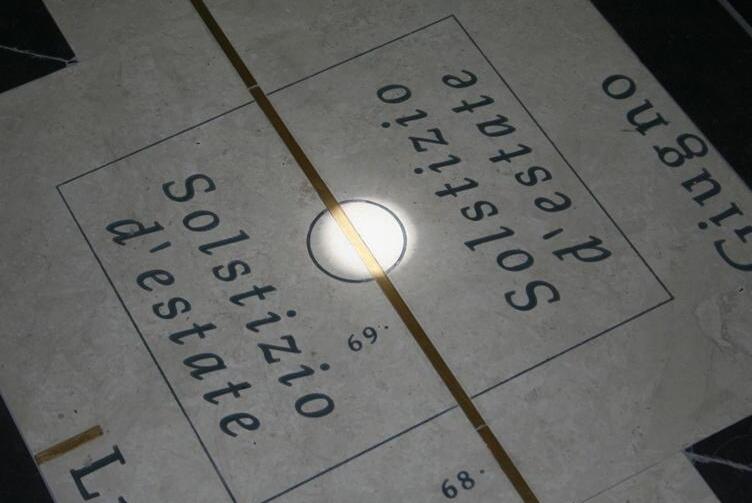 Solstizio
d'estate
Solstizio
d'estate
Giugno
69.
68.